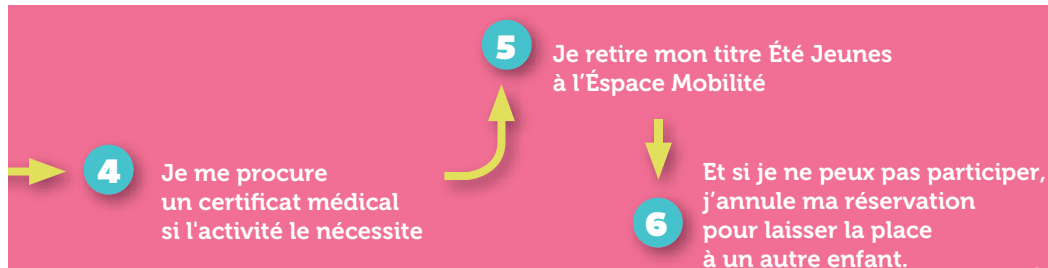 4
Je me procure
un certificat médical
si l'activité le nécessite
5
Je retire mon titre Été Jeunes
à l’Éspace Mobilité
6
Et si je ne peux pas participer,
j’annule ma réservation
pour laisser la place
à un autre enfant.